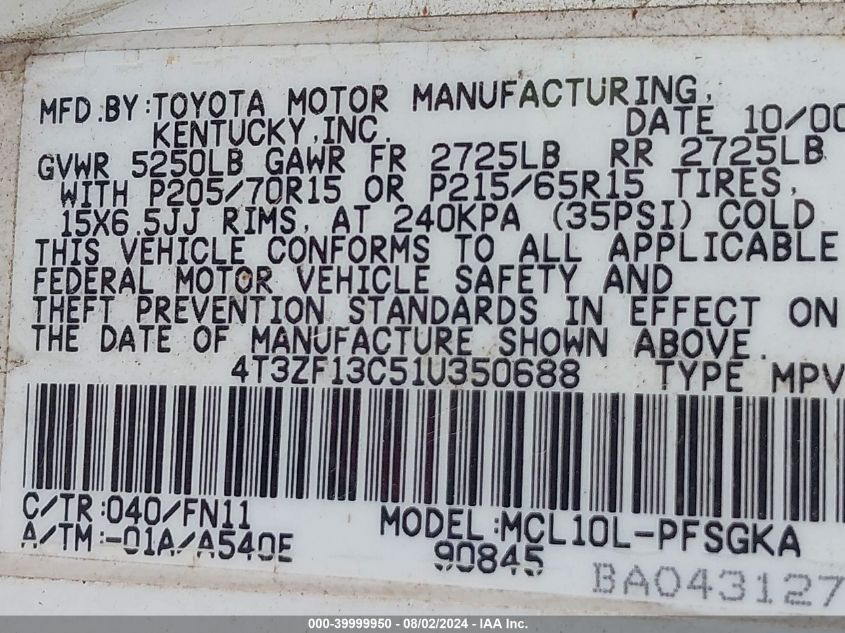 MFD.BY:TOYOTA MOTOR MANUFACTURING,
KENTUCKY,INC. DATE 10/00
GVWR 5250LB GAWR FR 2725LB RR 2725LB
WITH P205/70R15 OR P215/65R15 TIRES,
15X6.5JJ RIMS, AT 240KPA (35PSI) COLD
THIS VEHICLE CONFORMS TO ALL APPLICABLE
FEDERAL MOTOR VEHICLE SAFETY AND
THEFT PREVENTION STANDARDS IN EFFECT ON
THE DATE OF MANUFACTURE SHOWN ABOVE.
4T3ZF13C51U350688 TYPE MPV
C/TR:040/FN11 MODEL:MCL10L-PFSGKA
A/TM:-01A/A540E 90845
BA043127
000-39999950 - 08/02/2024 - IAA Inc.